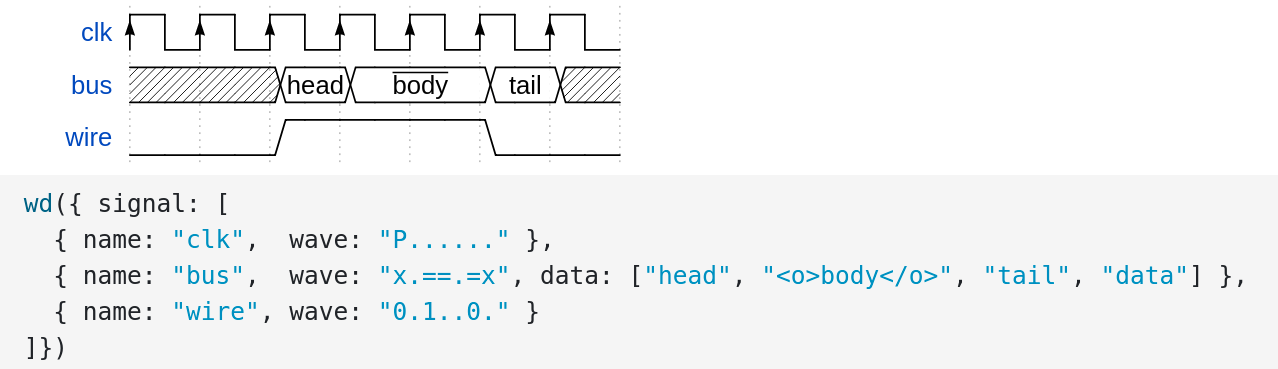 clk
bus head body tail
wire
wd({ signal: [
  { name: "clk",  wave: "P......" },
  { name: "bus",  wave: "x.==.=x", data: ["head", "<o>body</o>", "tail", "data"] },
  { name: "wire", wave: "0.1..0." }
]})